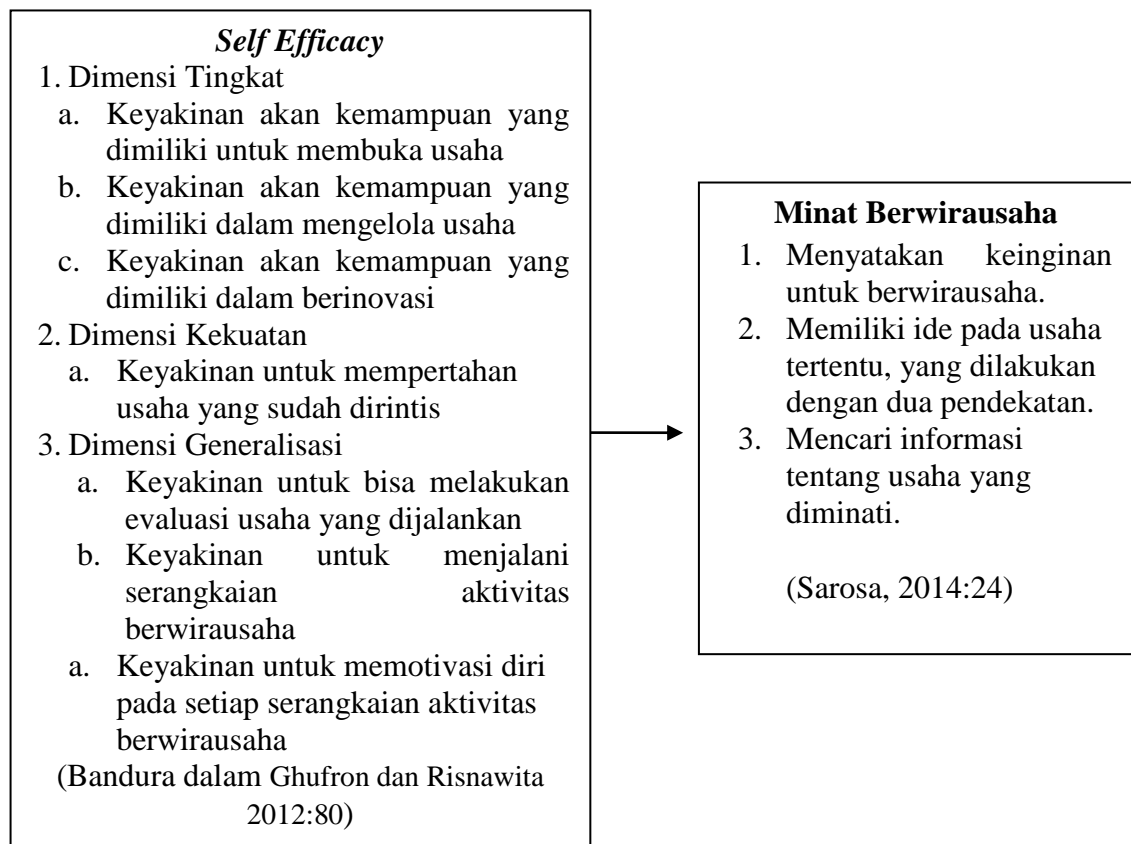 Self Efficacy
1. Dimensi Tingkat
a. Keyakinan akan kemampuan yang
dimiliki untuk membuka usaha
b. Keyakinan akan kemampuan yang
dimiliki dalam mengelola usaha
c. Keyakinan akan kemampuan yang
dimiliki dalam berinovasi
2. Dimensi Kekuatan
a. Keyakinan untuk mempertahan
usaha yang sudah dirintis
3. Dimensi Generalisasi
a. Keyakinan untuk bisa melakukan
evaluasi usaha yang dijalankan
b. Keyakinan untuk menjalani
serangkaian aktivitas
berwirausaha
a. Keyakinan untuk memotivasi diri
pada setiap serangkaian aktivitas
berwirausaha
(Bandura dalam Ghufron dan Risnawita
2012:80)
Minat Berwirausaha
1. Menyatakan keinginan
untuk berwirausaha.
2. Memiliki ide pada usaha
tertentu, yang dilakukan
dengan dua pendekatan.
3. Mencari informasi
tentang usaha yang
diminati.
(Sarosa, 2014:24)